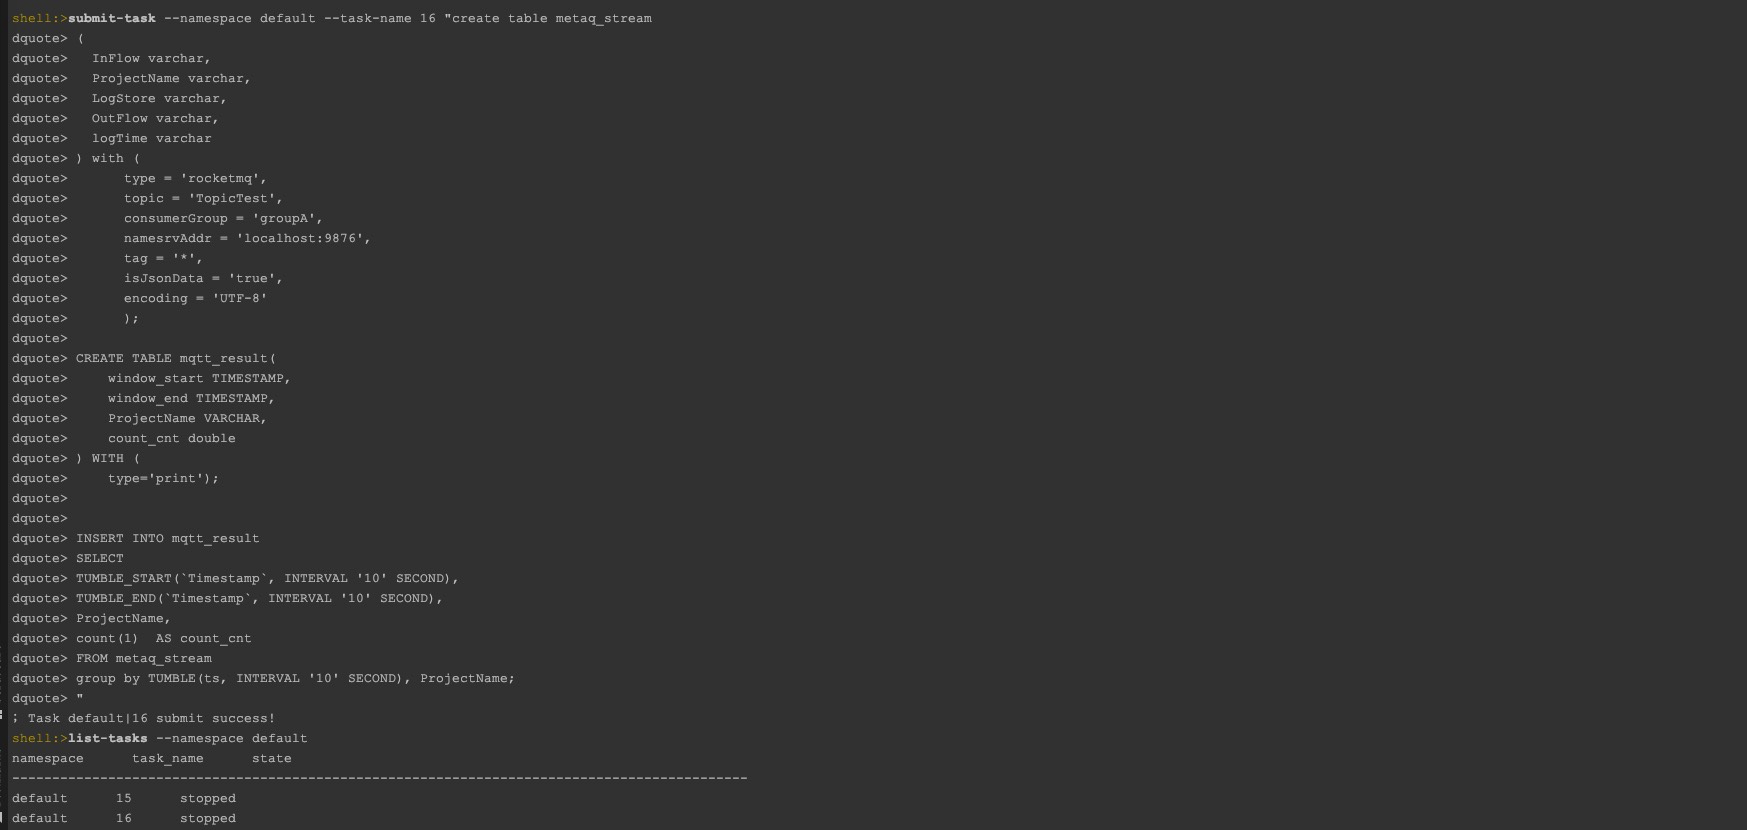 shell:>submit-task --namespace default --task-name 16 "create table metaq_stream
dquote> (
dquote>   InFlow varchar,
dquote>   ProjectName varchar,
dquote>   LogStore varchar,
dquote>   OutFlow varchar,
dquote>   logTime varchar
dquote> ) with (
dquote>       type = 'rocketmq',
dquote>       topic = 'TopicTest',
dquote>       consumerGroup = 'groupA',
dquote>       namesrvAddr = 'localhost:9876',
dquote>       tag = '*',
dquote>       isJsonData = 'true',
dquote>       encoding = 'UTF-8'
dquote>       );
dquote>
dquote> CREATE TABLE mqtt_result(
dquote>     window_start TIMESTAMP,
dquote>     window_end TIMESTAMP,
dquote>     ProjectName VARCHAR,
dquote>     count_cnt double
dquote> ) WITH (
dquote>     type='print');
dquote>
dquote>
dquote> INSERT INTO mqtt_result
dquote> SELECT
dquote> TUMBLE_START(`Timestamp`, INTERVAL '10' SECOND),
dquote> TUMBLE_END(`Timestamp`, INTERVAL '10' SECOND),
dquote> ProjectName,
dquote> count(1)  AS count_cnt
dquote> FROM metaq_stream
dquote> group by TUMBLE(ts, INTERVAL '10' SECOND), ProjectName;
dquote> "
; Task default|16 submit success!
shell:>list-tasks --namespace default
namespace      task_name      state
--------------------------------------------------------------------------------------------
default      15      stopped
default      16      stopped